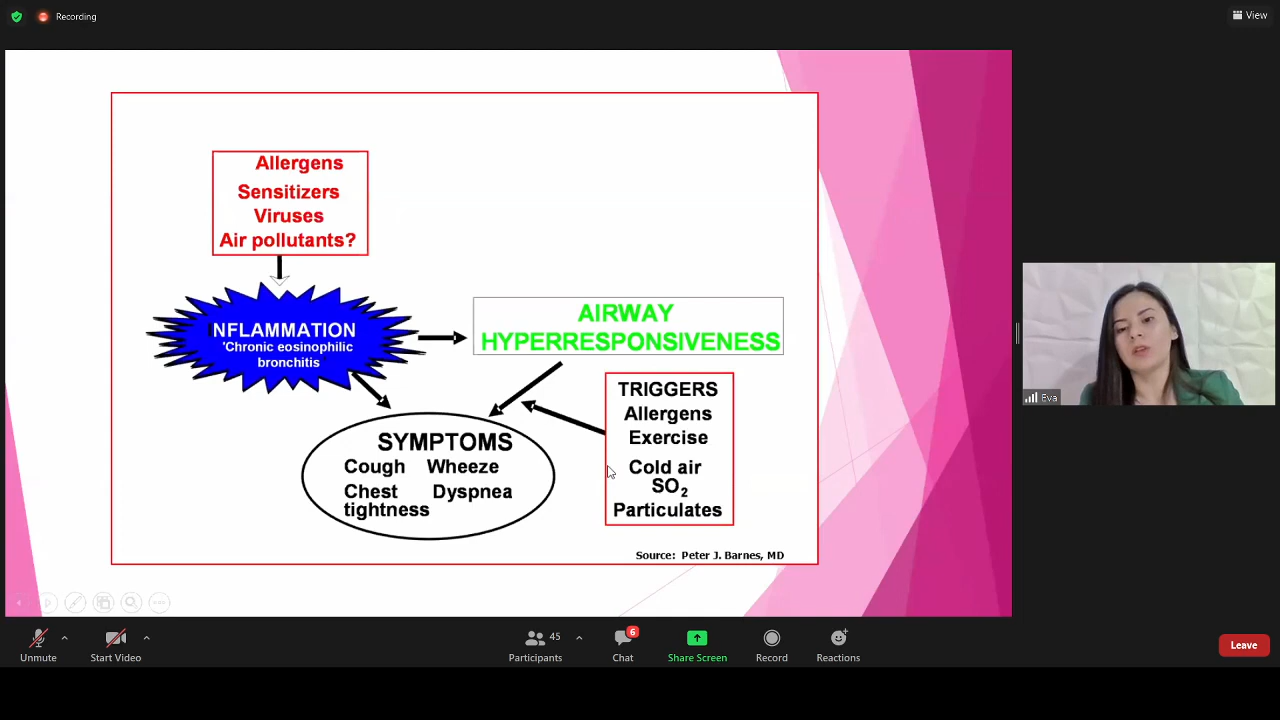 Recording
View
Allergens
Sensitizers
Viruses
Air pollutants?
NFLAMMATION
'Chronic eosinophilic
bronchitis'
AIRWAY
HYPERRESPONSIVENESS
TRIGGERS
Allergens
Exercise
Cold air
SO2
Particulates
SYMPTOMS
Cough Wheeze
Chest Dyspnea
tightness
Source: Peter J. Barnes, MD
Eva
Unmute
Start Video
45
Participants
6
Chat
Share Screen
Record
Reactions
Leave